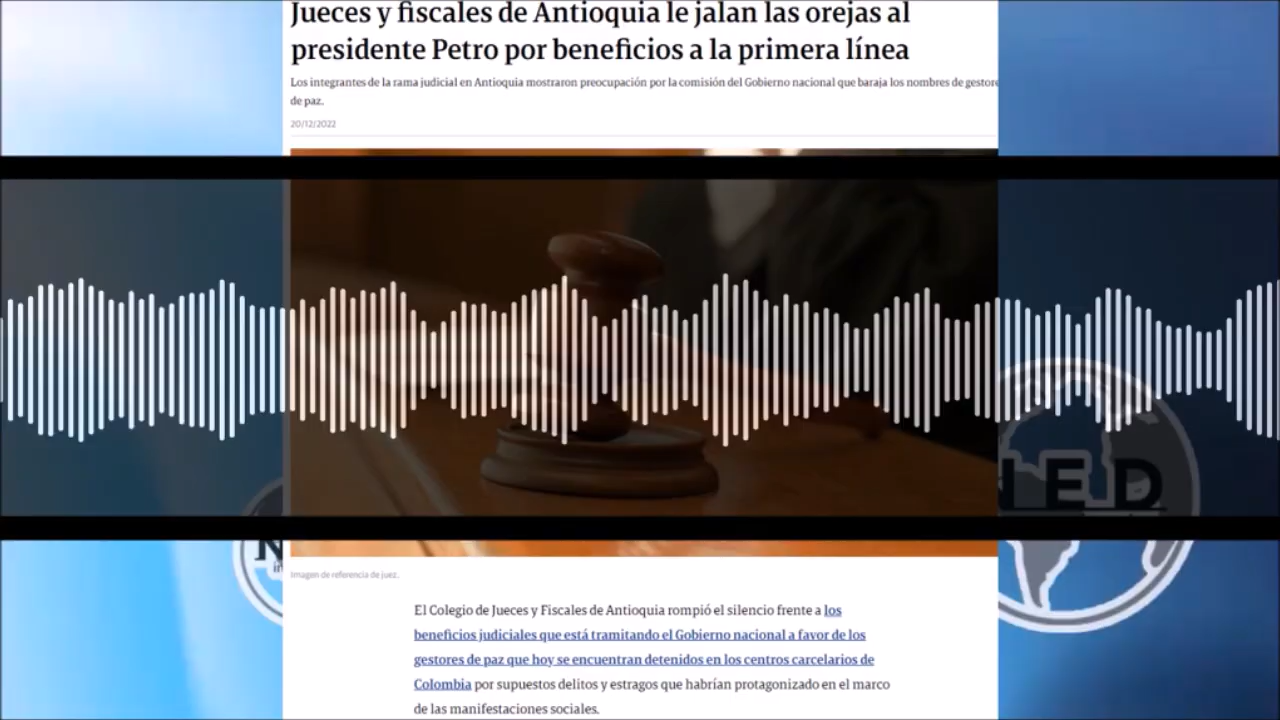 Jueces y fiscales de Antioquia le jalan las orejas al
presidente Petro por beneficios a la primera línea
Los integrantes de la rama judicial en Antioquia mostraron preocupación por la comisión del Gobierno nacional que baraja los nombres de gestore
de paz.
20/12/2022
NED
N
in
Imagen de referencia de juez.
El Colegio de Jueces y Fiscales de Antioquia rompió el silencio frente a los
beneficios judiciales que está tramitando el Gobierno nacional a favor de los
gestores de paz que hoy se encuentran detenidos en los centros carcelarios de
Colombia por supuestos delitos y estragos que habrían protagonizado en el marco
de las manifestaciones sociales.